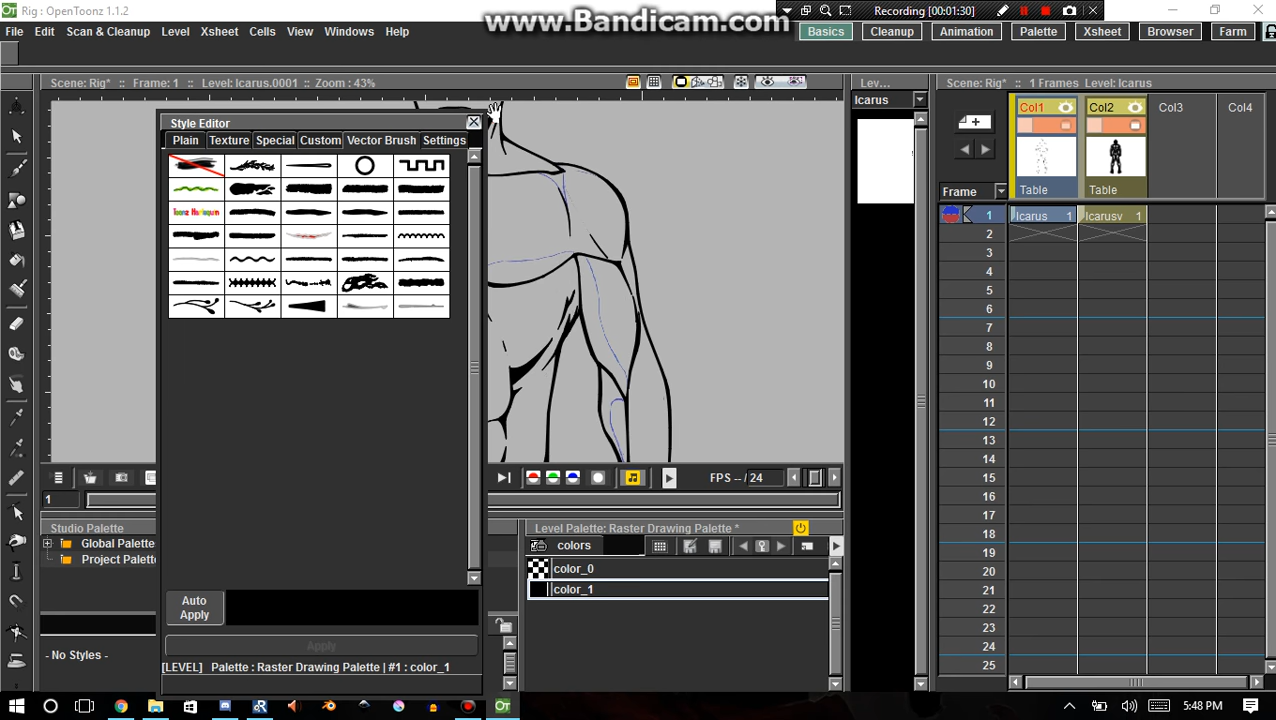 Rig : OpenToonz 1.1.2
www.Bandicam.com
Recording [00:01:30]
File Edit Scan & Cleanup Level Xsheet Cells View Windows Help
Basics Cleanup Animation Palette Xsheet Browser Farm
Scene: Rig* :: Frame: 1 :: Level: Icarus.0001 :: Zoom : 43%
Lev...
Scene: Rig* :: 1 Frames Level: Icarus
Icarus
Col1 Col2 Col3 Col4
Style Editor
Plain Texture Special Custom Vector Brush Settings
Toonz Harlequin
Table Table
Frame
1 Icarus 1 Icarusv 1
2
3
4
5
6
7
8
9
10
11
12
13
14
15
16
17
18
19
20
21
22
23
24
25
FPS -- / 24
1
Studio Palette
Global Palette
Project Palette
- No Styles -
Level Palette: Raster Drawing Palette *
colors
color_0
color_1
Auto
Apply
Apply
[LEVEL] Palette : Raster Drawing Palette | #1 : color_1
5:48 PM